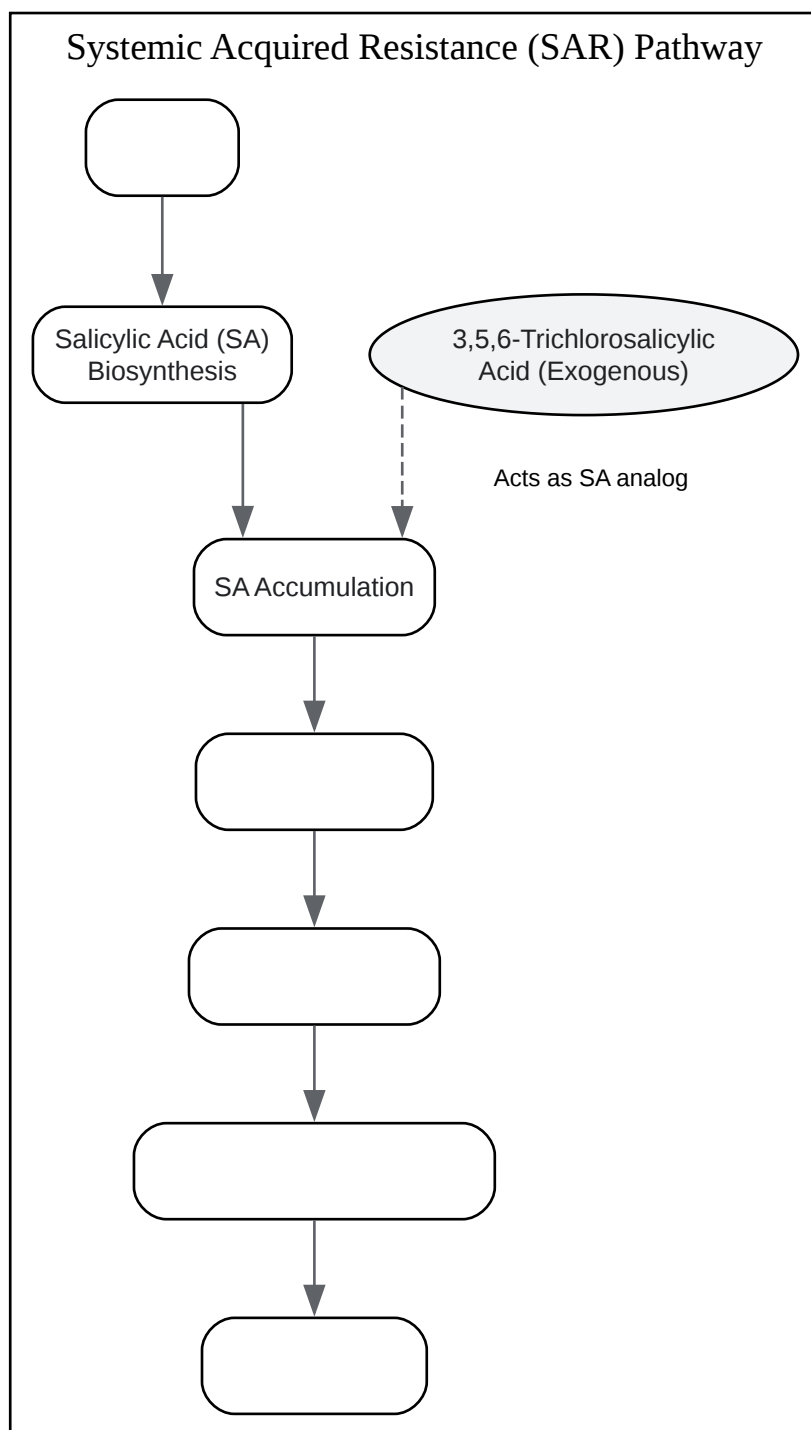 Systemic Acquired Resistance (SAR) Pathway
Salicylic Acid (SA)
Biosynthesis
3,5,6-Trichlorosalicylic
Acid (Exogenous)
Acts as SA analog
SA Accumulation